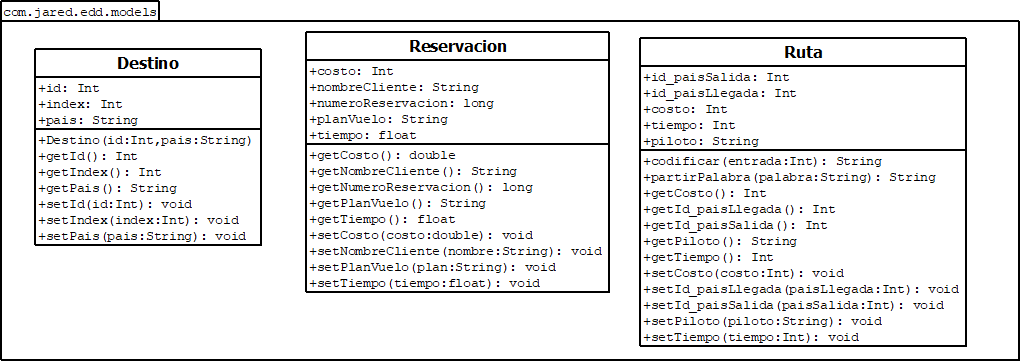 com.jared.edd.models
Destino
+id: Int
+index: Int
+pais: String
+Destino(id:Int,pais:String)
+getId(): Int
+getIndex(): Int
+getPais(): String
+setId(id:Int): void
+setIndex(index:Int): void
+setPais(pais:String): void
Reservacion
+costo: Int
+nombreCliente: String
+numeroReservacion: long
+planVuelo: String
+tiempo: float
+getCosto(): double
+getNombreCliente(): String
+getNumeroReservacion(): long
+getPlanVuelo(): String
+getTiempo(): float
+setCosto(costo:double): void
+setNombreCliente(nombre:String): void
+setPlanVuelo(plan:String): void
+setTiempo(tiempo:float): void
Ruta
+id_paisSalida: Int
+id_paisLlegada: Int
+costo: Int
+tiempo: Int
+piloto: String
+codificar(entrada:Int): String
+partirPalabra(palabra:String): String
+getCosto(): Int
+getId_paisLlegada(): Int
+getId_paisSalida(): Int
+getPiloto(): String
+getTiempo(): Int
+setCosto(costo:Int): void
+setId_paisLlegada(paisLlegada:Int): void
+setId_paisSalida(paisSalida:Int): void
+setPiloto(piloto:String): void
+setTiempo(tiempo:Int): void